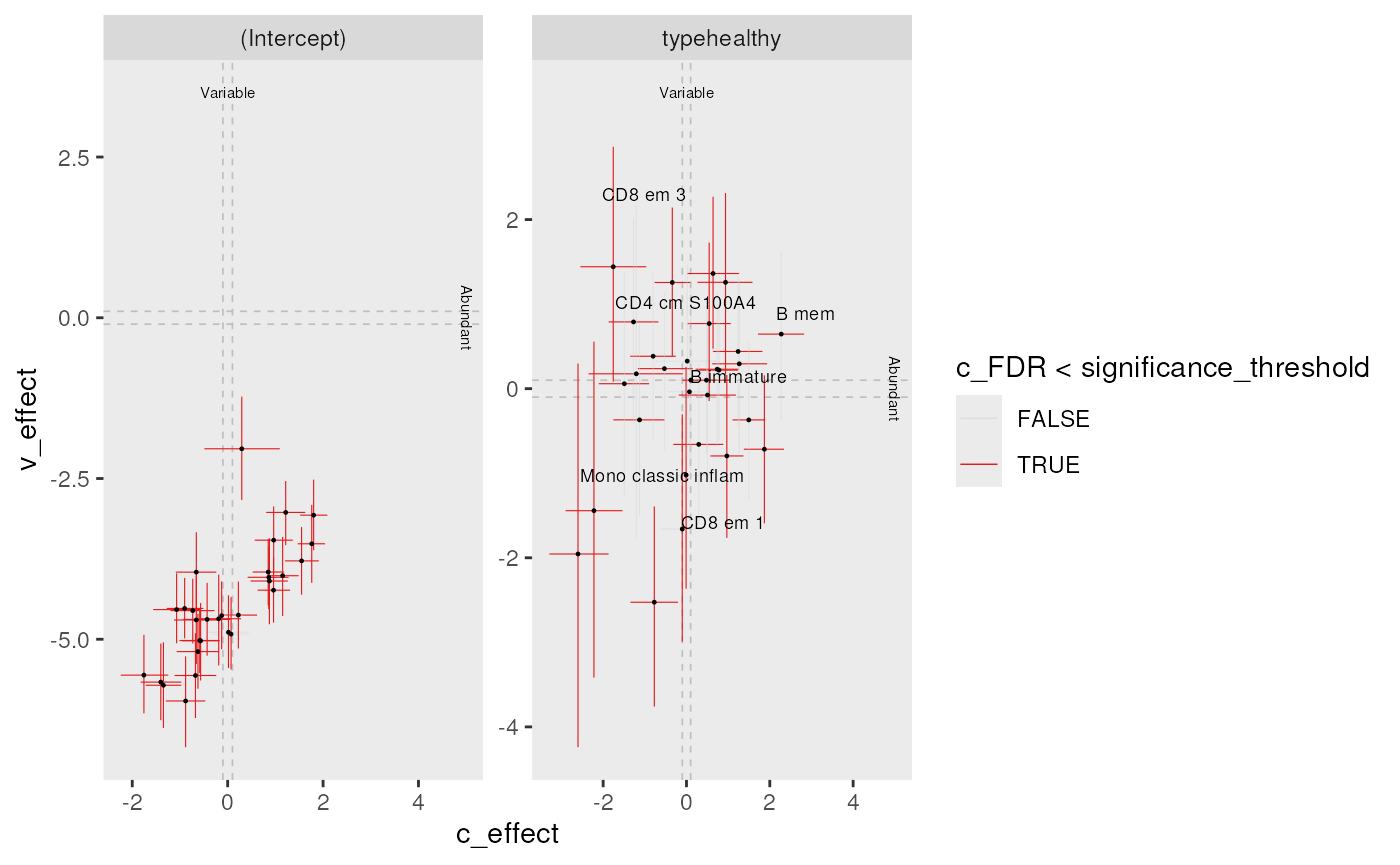 (Intercept)
typehealthy
Variable
Variable
2.5
0.0
-2.5
-5.0
v_effect
Abundant
2
0
-2
-4
CD8 em 3
CD4 cm S100A4
B mem
B immature
Mono classic inflam
CD8 em 1
Abundant
-2
0
2
4
-2
0
2
4
c_effect
c_FDR < significance_threshold
FALSE
TRUE